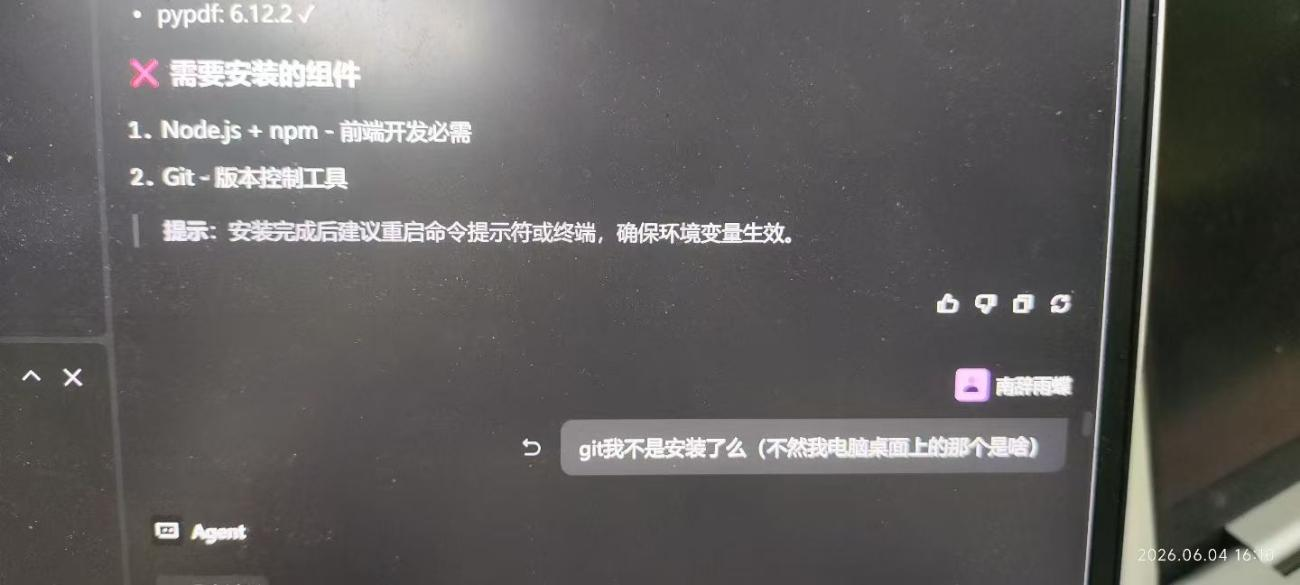 • pypdf: 6.12.2 ✓
❌ 需要安装的组件
1. Node.js + npm - 前端开发必需
2. Git - 版本控制工具
提示：安装完成后建议重启命令提示符或终端，确保环境变量生效。
南辞雨蝶
git我不是安装了么（不然我电脑桌面上的那个是啥）
Agent
2026.06.04 16:10